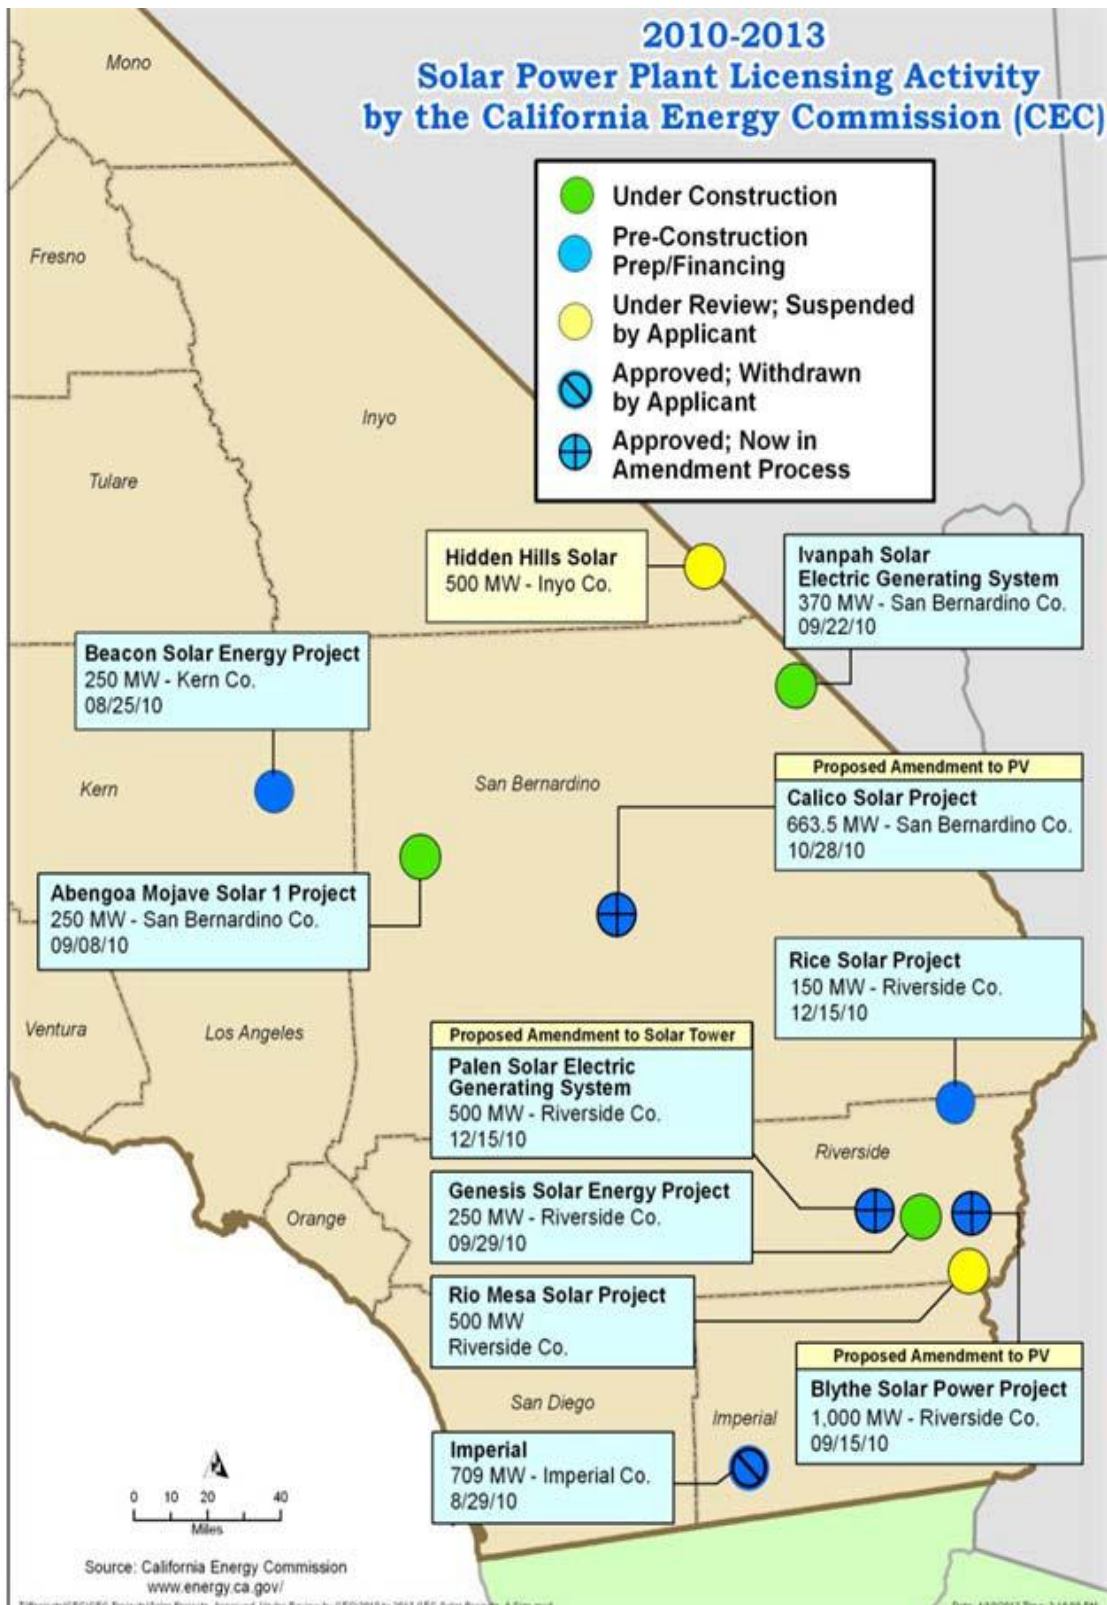 2010-2013
Solar Power Plant Licensing Activity
by the California Energy Commission (CEC)
Under Construction
Pre-Construction
Prep/Financing
Under Review; Suspended
by Applicant
Approved; Withdrawn
by Applicant
Approved; Now in
Amendment Process
Mono
Fresno
Inyo
Tulare
Hidden Hills Solar
500 MW - Inyo Co.
Ivanpah Solar
Electric Generating System
370 MW - San Bernardino Co.
09/22/10
Beacon Solar Energy Project
250 MW - Kern Co.
08/25/10
Kern
San Bernardino
Proposed Amendment to PV
Calico Solar Project
663.5 MW - San Bernardino Co.
10/28/10
Abengoa Mojave Solar 1 Project
250 MW - San Bernardino Co.
09/08/10
Rice Solar Project
150 MW - Riverside Co.
12/15/10
Ventura
Los Angeles
Proposed Amendment to Solar Tower
Palen Solar Electric
Generating System
500 MW - Riverside Co.
12/15/10
Riverside
Genesis Solar Energy Project
250 MW - Riverside Co.
09/29/10
Orange
Rio Mesa Solar Project
500 MW
Riverside Co.
Proposed Amendment to PV
Blythe Solar Power Project
1,000 MW - Riverside Co.
09/15/10
San Diego
Imperial
Imperial
709 MW - Imperial Co.
8/29/10
0 10 20 40
Miles
Source: California Energy Commission
www.energy.ca.gov/